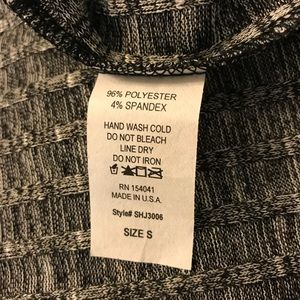 96% POLYESTER
4% SPANDEX
HAND WASH COLD
DO NOT BLEACH
LINE DRY
DO NOT IRON
RN 154041
MADE IN U.S.A.
Style# SHJ3006
SIZE S